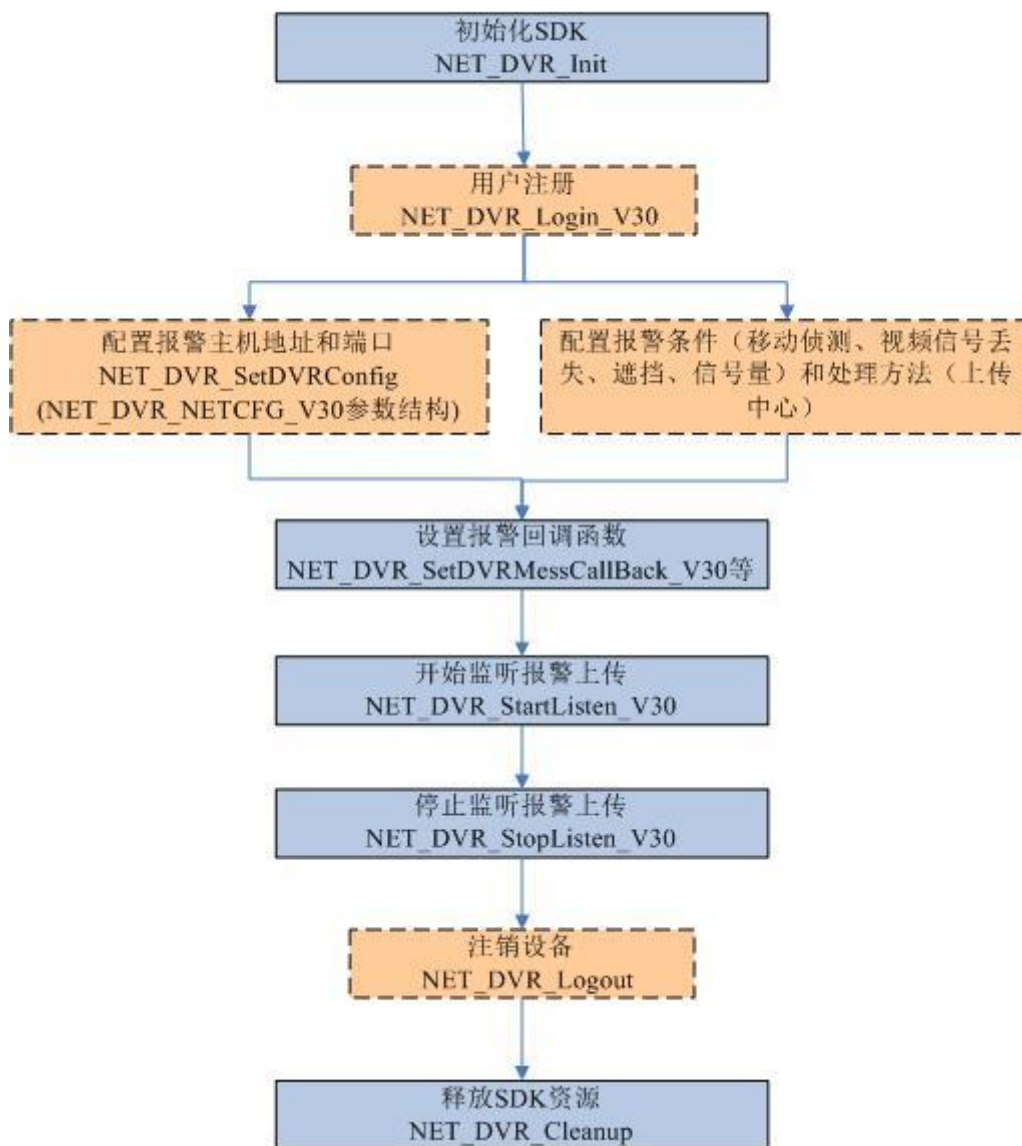 初始化SDK
NET_DVR_Init
用户注册
NET_DVR_Login_V30
配置报警主机地址和端口
NET_DVR_SetDVRConfig
(NET_DVR_NETCFG_V30参数结构)
配置报警条件（移动侦测、视频信号丢
失、遮挡、信号量）和处理方法（上传
中心）
设置报警回调函数
NET_DVR_SetDVRMessCallBack_V30等
开始监听报警上传
NET_DVR_StartListen_V30
停止监听报警上传
NET_DVR_StopListen_V30
注销设备
NET_DVR_Logout
释放SDK资源
NET_DVR_Cleanup